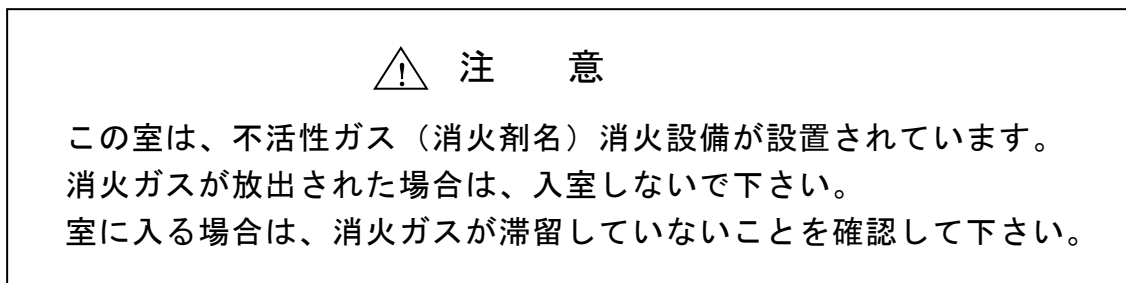 注　意
この室は、不活性ガス（消火剤名）消火設備が設置されています。
消火ガスが放出された場合は、入室しないで下さい。
室に入る場合は、消火ガスが滞留していないことを確認して下さい。